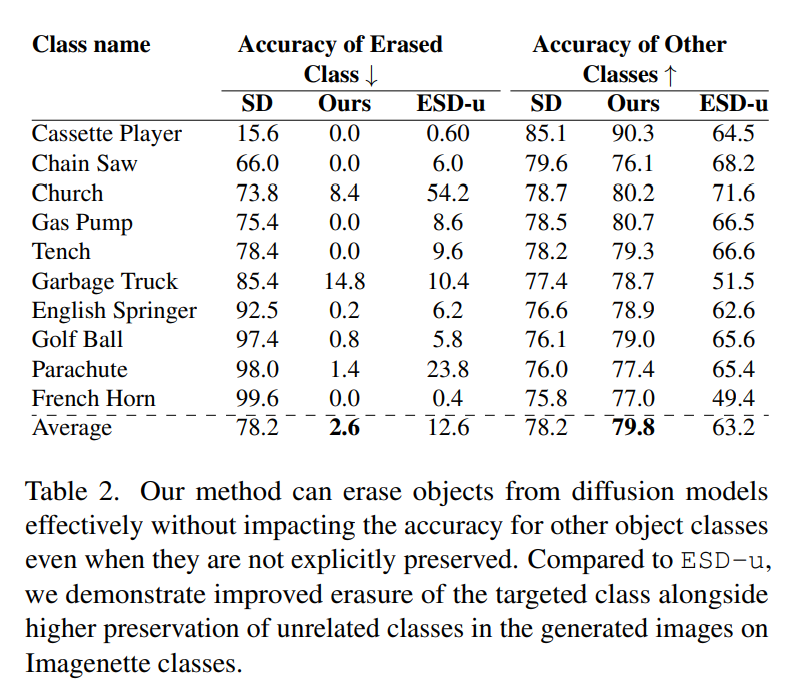 Class name Accuracy of Erased Accuracy of Other
Class ↓ Classes ↑
SD Ours ESD-u SD Ours ESD-u
Cassette Player 15.6 0.0 0.60 85.1 90.3 64.5
Chain Saw 66.0 0.0 6.0 79.6 76.1 68.2
Church 73.8 8.4 54.2 78.7 80.2 71.6
Gas Pump 75.4 0.0 8.6 78.5 80.7 66.5
Tench 78.4 0.0 9.6 78.2 79.3 66.6
Garbage Truck 85.4 14.8 10.4 77.4 78.7 51.5
English Springer 92.5 0.2 6.2 76.6 78.9 62.6
Golf Ball 97.4 0.8 5.8 76.1 79.0 65.6
Parachute 98.0 1.4 23.8 76.0 77.4 65.4
French Horn 99.6 0.0 0.4 75.8 77.0 49.4
Average 78.2 2.6 12.6 78.2 79.8 63.2
Table 2. Our method can erase objects from diffusion models
effectively without impacting the accuracy for other object classes
even when they are not explicitly preserved. Compared to ESD-u,
we demonstrate improved erasure of the targeted class alongside
higher preservation of unrelated classes in the generated images on
Imagenette classes.